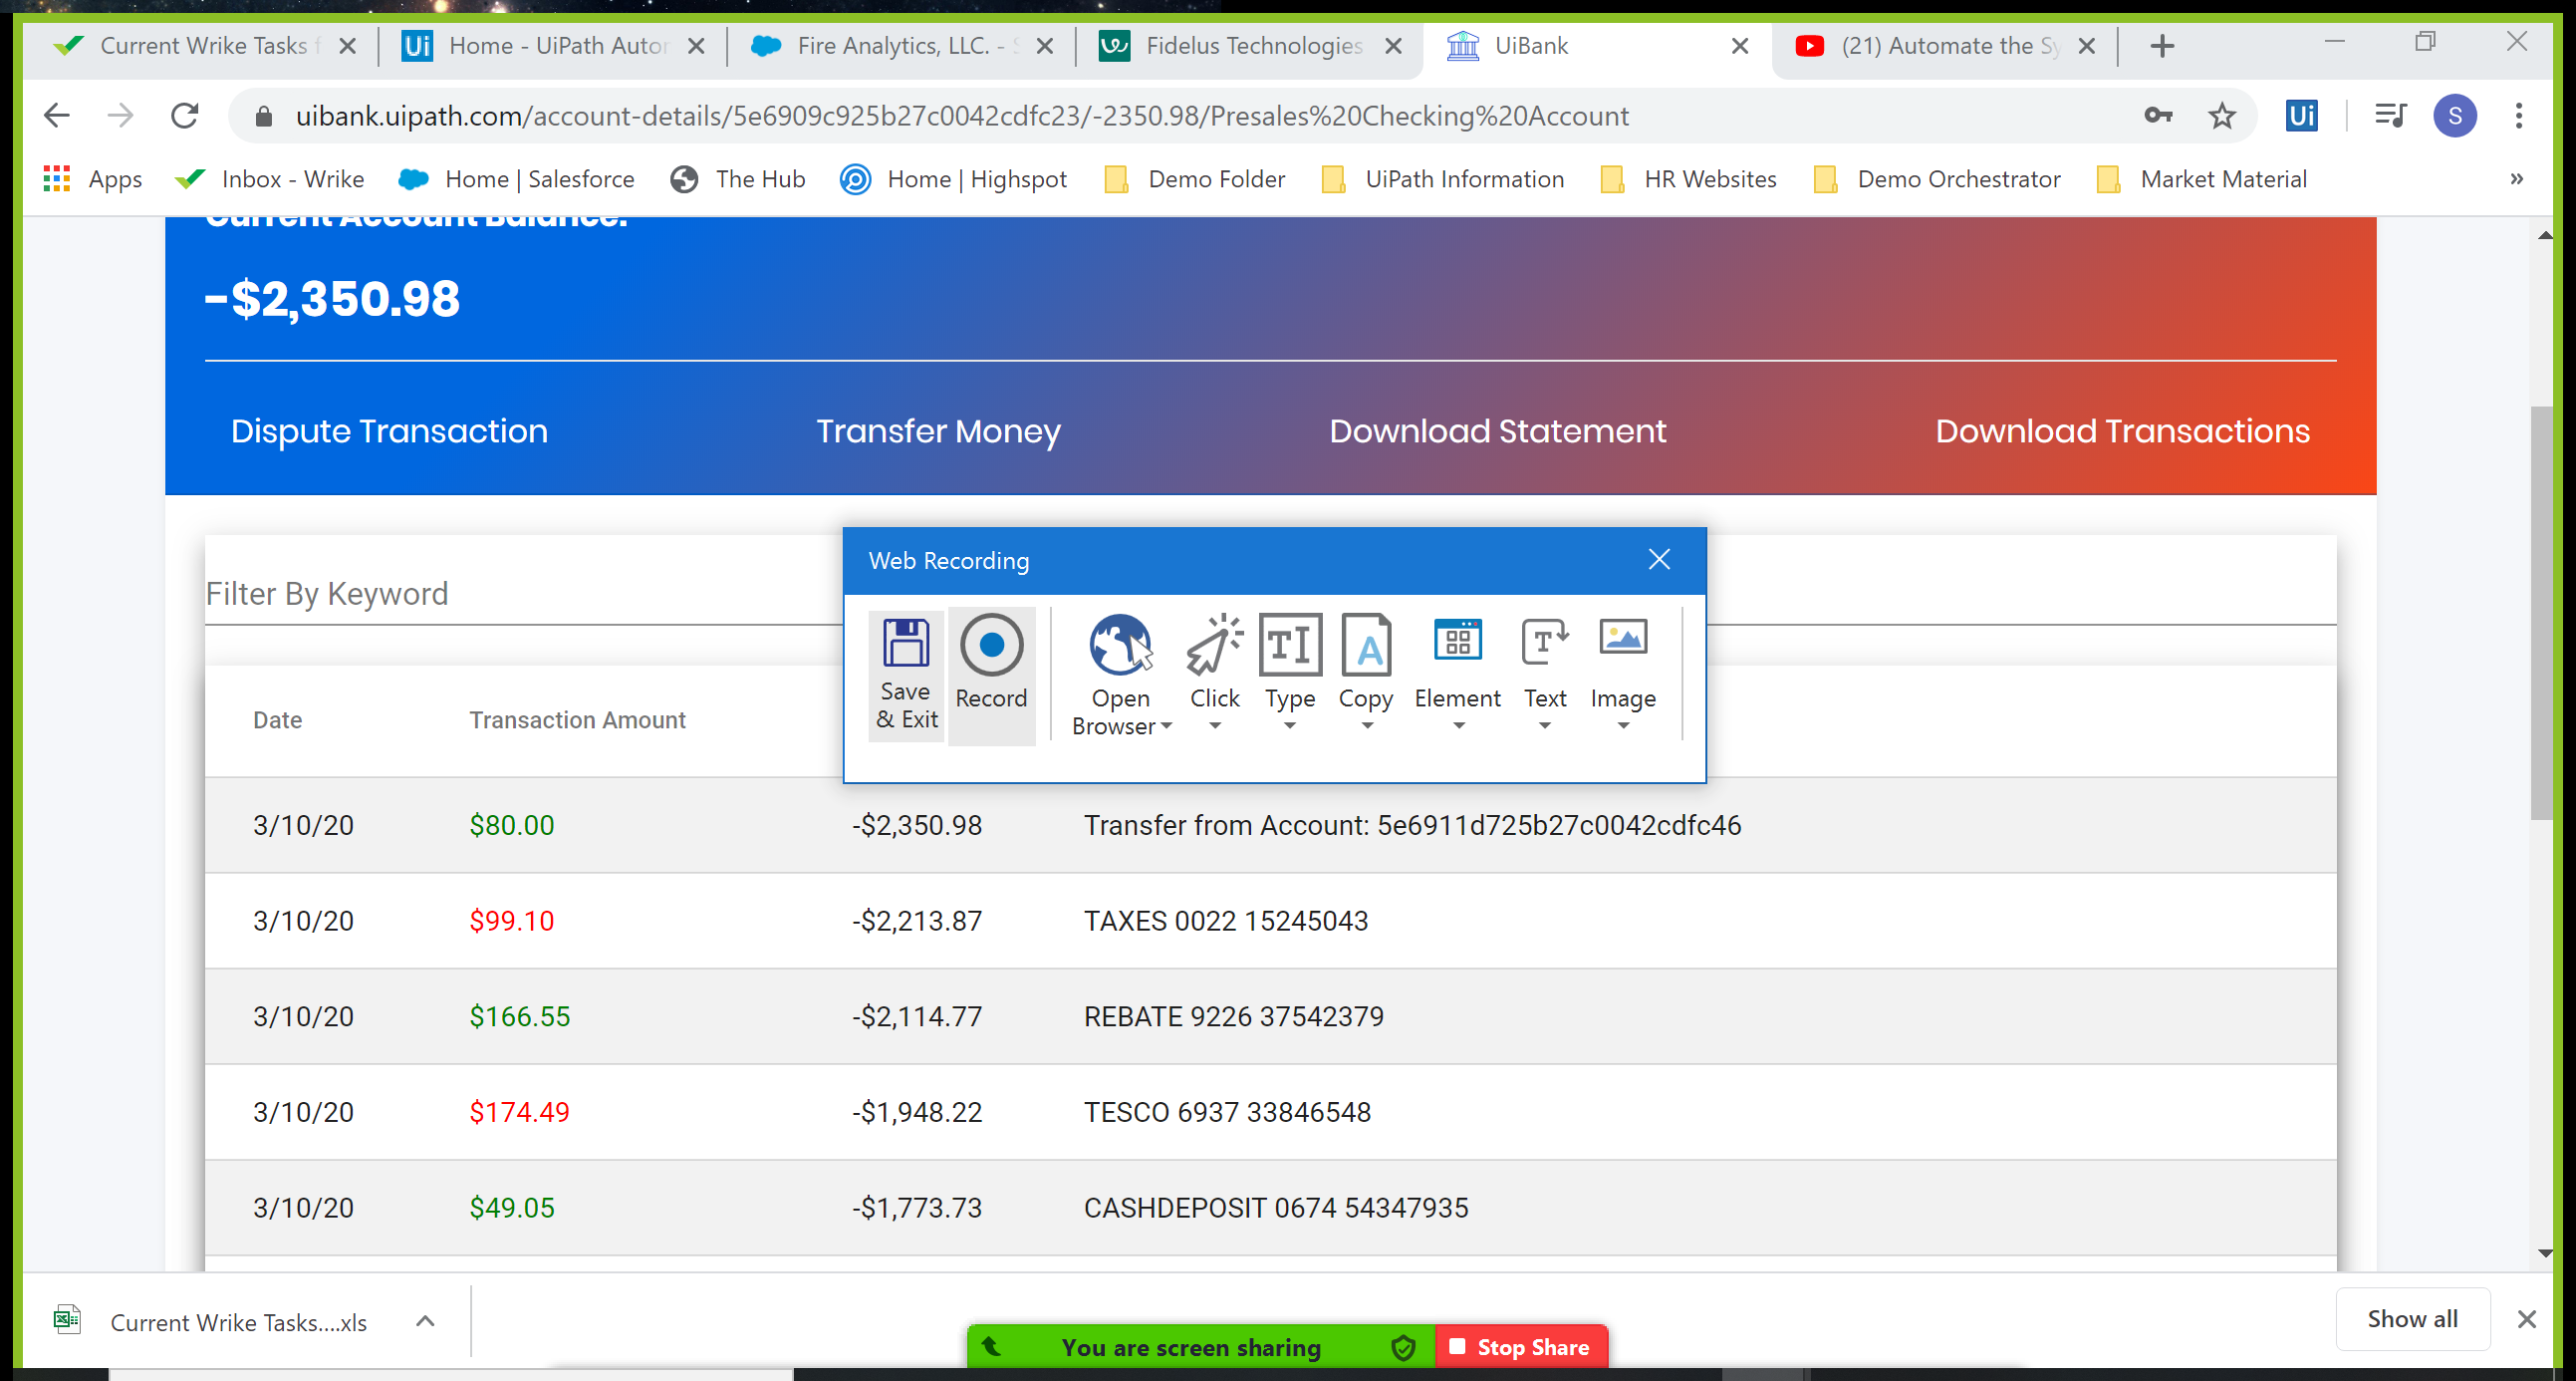 Current Wrike Tasks f
Home - UiPath Autor
Fire Analytics, LLC. - S
Fidelus Technologies
UiBank
(21) Automate the Sy
uibank.uipath.com/account-details/5e6909c925b27c0042cdfc23/-2350.98/Presales%20Checking%20Account
Ui
S
Apps
Inbox - Wrike
Home | Salesforce
The Hub
Home | Highspot
Demo Folder
UiPath Information
HR Websites
Demo Orchestrator
Market Material
»
Current Account Balance:
-$2,350.98
Dispute Transaction
Transfer Money
Download Statement
Download Transactions
Filter By Keyword
Web Recording
Save & Exit
Record
Open Browser
Click
Type
Copy
Element
Text
Image
Date Transaction Amount
3/10/20 $80.00 -$2,350.98 Transfer from Account: 5e6911d725b27c0042cdfc46
3/10/20 $99.10 -$2,213.87 TAXES 0022 15245043
3/10/20 $166.55 -$2,114.77 REBATE 9226 37542379
3/10/20 $174.49 -$1,948.22 TESCO 6937 33846548
3/10/20 $49.05 -$1,773.73 CASHDEPOSIT 0674 54347935
Current Wrike Tasks....xls
Show all
You are screen sharing
Stop Share